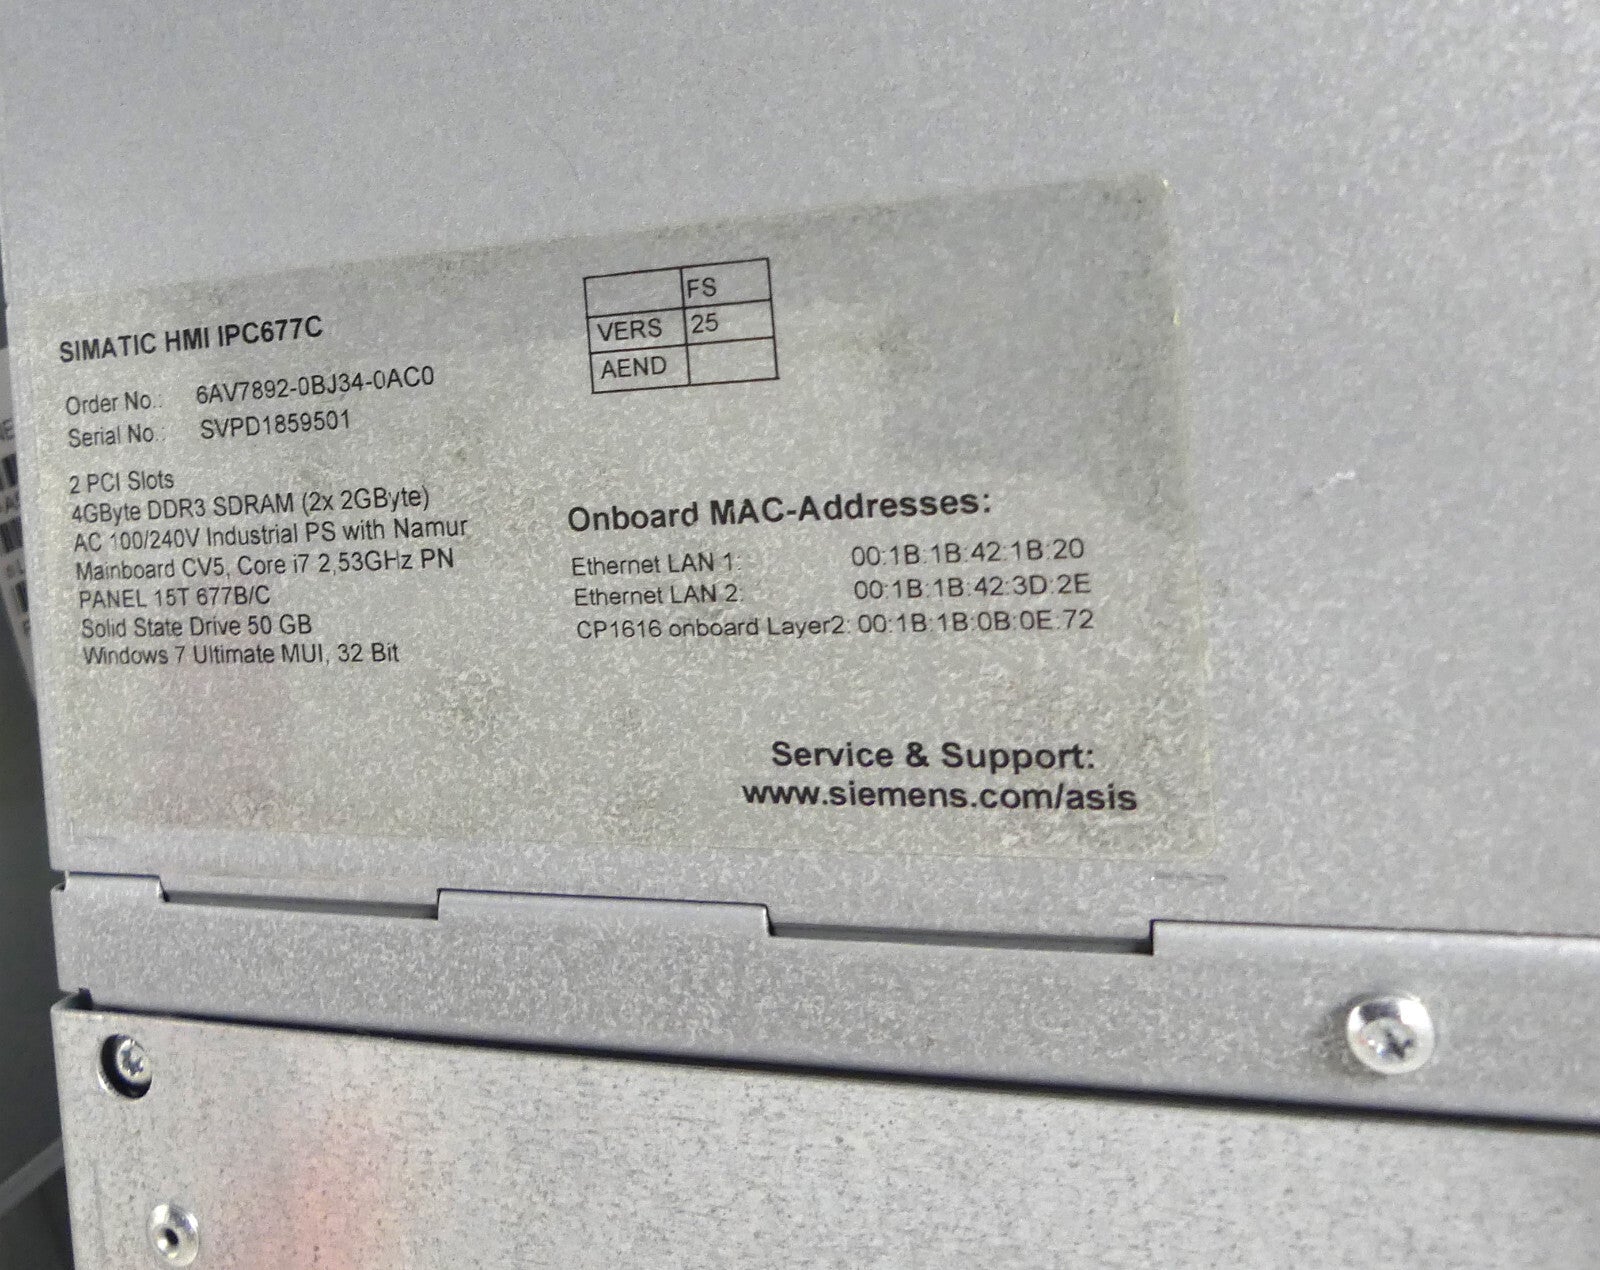 SIMATIC HMI IPC677C
Order No.: 6AV7892-0BJ34-0AC0
Serial No.: SVPD1859501
FS
VERS 25
AEND
2 PCI Slots
4GByte DDR3 SDRAM (2x 2GByte)
AC 100/240V Industrial PS with Namur
Mainboard CV5, Core i7 2,53GHz PN
PANEL 15T 677B/C
Solid State Drive 50 GB
Windows 7 Ultimate MUI, 32 Bit
Onboard MAC-Addresses:
Ethernet LAN 1: 00:1B:1B:42:1B:20
Ethernet LAN 2: 00:1B:1B:42:3D:2E
CP1616 onboard Layer2: 00:1B:1B:0B:0E:72
Service & Support:
www.siemens.com/asis